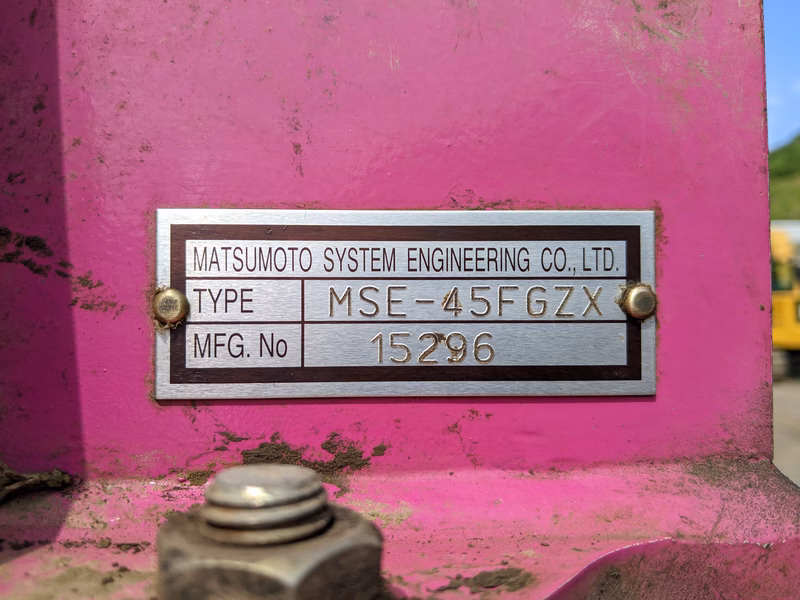 MATSUMOTO SYSTEM ENGINEERING CO., LTD.
TYPE MSE-45FGZX
MFG. No 15296